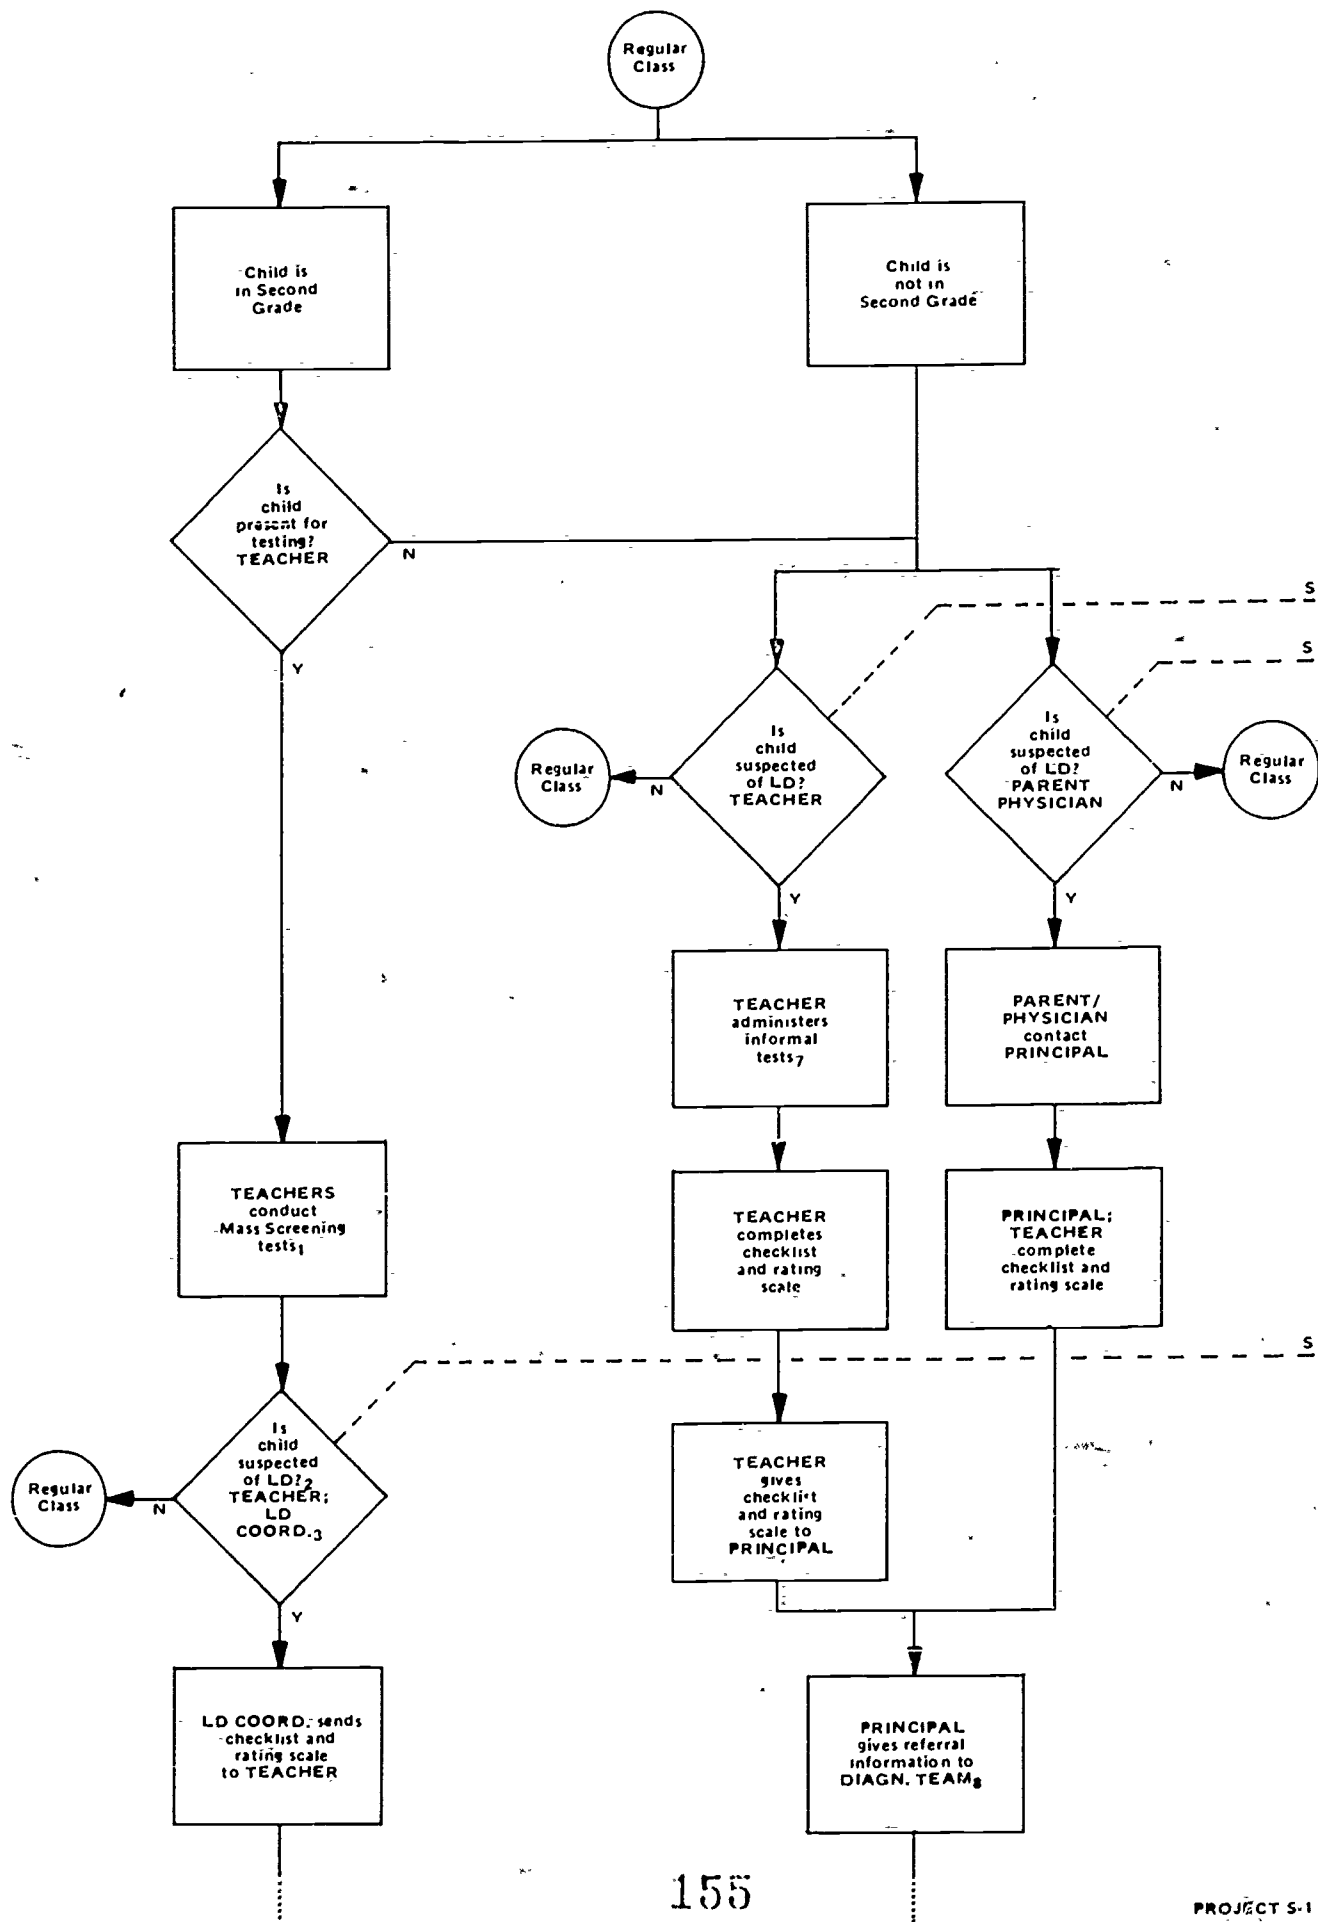 Regular
Class
Child is
in Second
Grade
Child is
not in
Second Grade
Is
child
present for
testing?
TEACHER
N
Y
S
S
Is
child
suspected
of LD?
TEACHER
Is
child
suspected
of LD?
PARENT
PHYSICIAN
Regular
Class
N
N
Regular
Class
Y
Y
TEACHER
administers
informal
tests7
PARENT/
PHYSICIAN
contact
PRINCIPAL
TEACHERS
conduct
Mass Screening
tests1
TEACHER
completes
checklist
and rating
scale
PRINCIPAL;
TEACHER
complete
checklist and
rating scale
S
Is
child
suspected
of LD?2
TEACHER;
LD
COORD.3
Regular
Class
N
Y
TEACHER
gives
checklist
and rating
scale to
PRINCIPAL
LD COORD. sends
checklist and
rating scale
to TEACHER
PRINCIPAL
gives referral
information to
DIAGN. TEAM8
155
PROJECT S-1